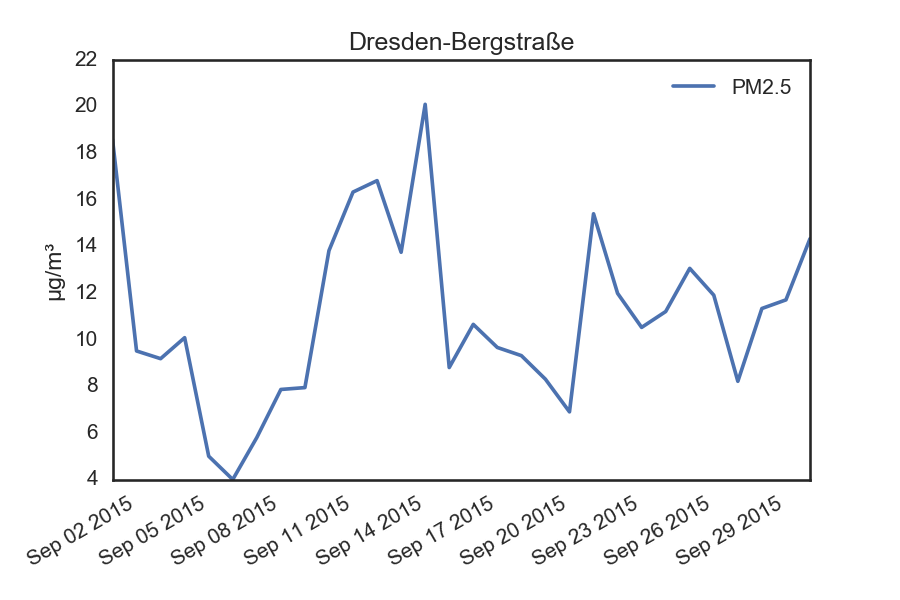 Dresden-Bergstraße
22
20
18
16
14
12
10
8
6
4
µg/m³
PM2.5
Sep 02 2015
Sep 05 2015
Sep 08 2015
Sep 11 2015
Sep 14 2015
Sep 17 2015
Sep 20 2015
Sep 23 2015
Sep 26 2015
Sep 29 2015